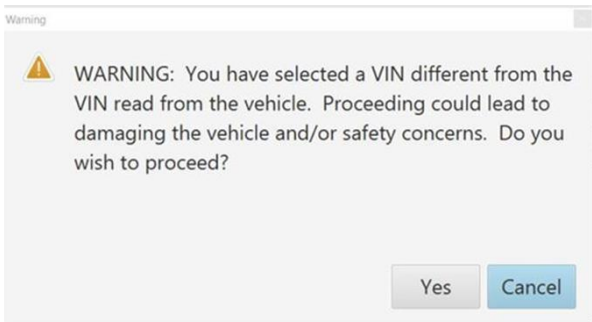 Warning
WARNING:  You have selected a VIN different from the
VIN read from the vehicle.  Proceeding could lead to
damaging the vehicle and/or safety concerns.  Do you
wish to proceed?
Yes
Cancel